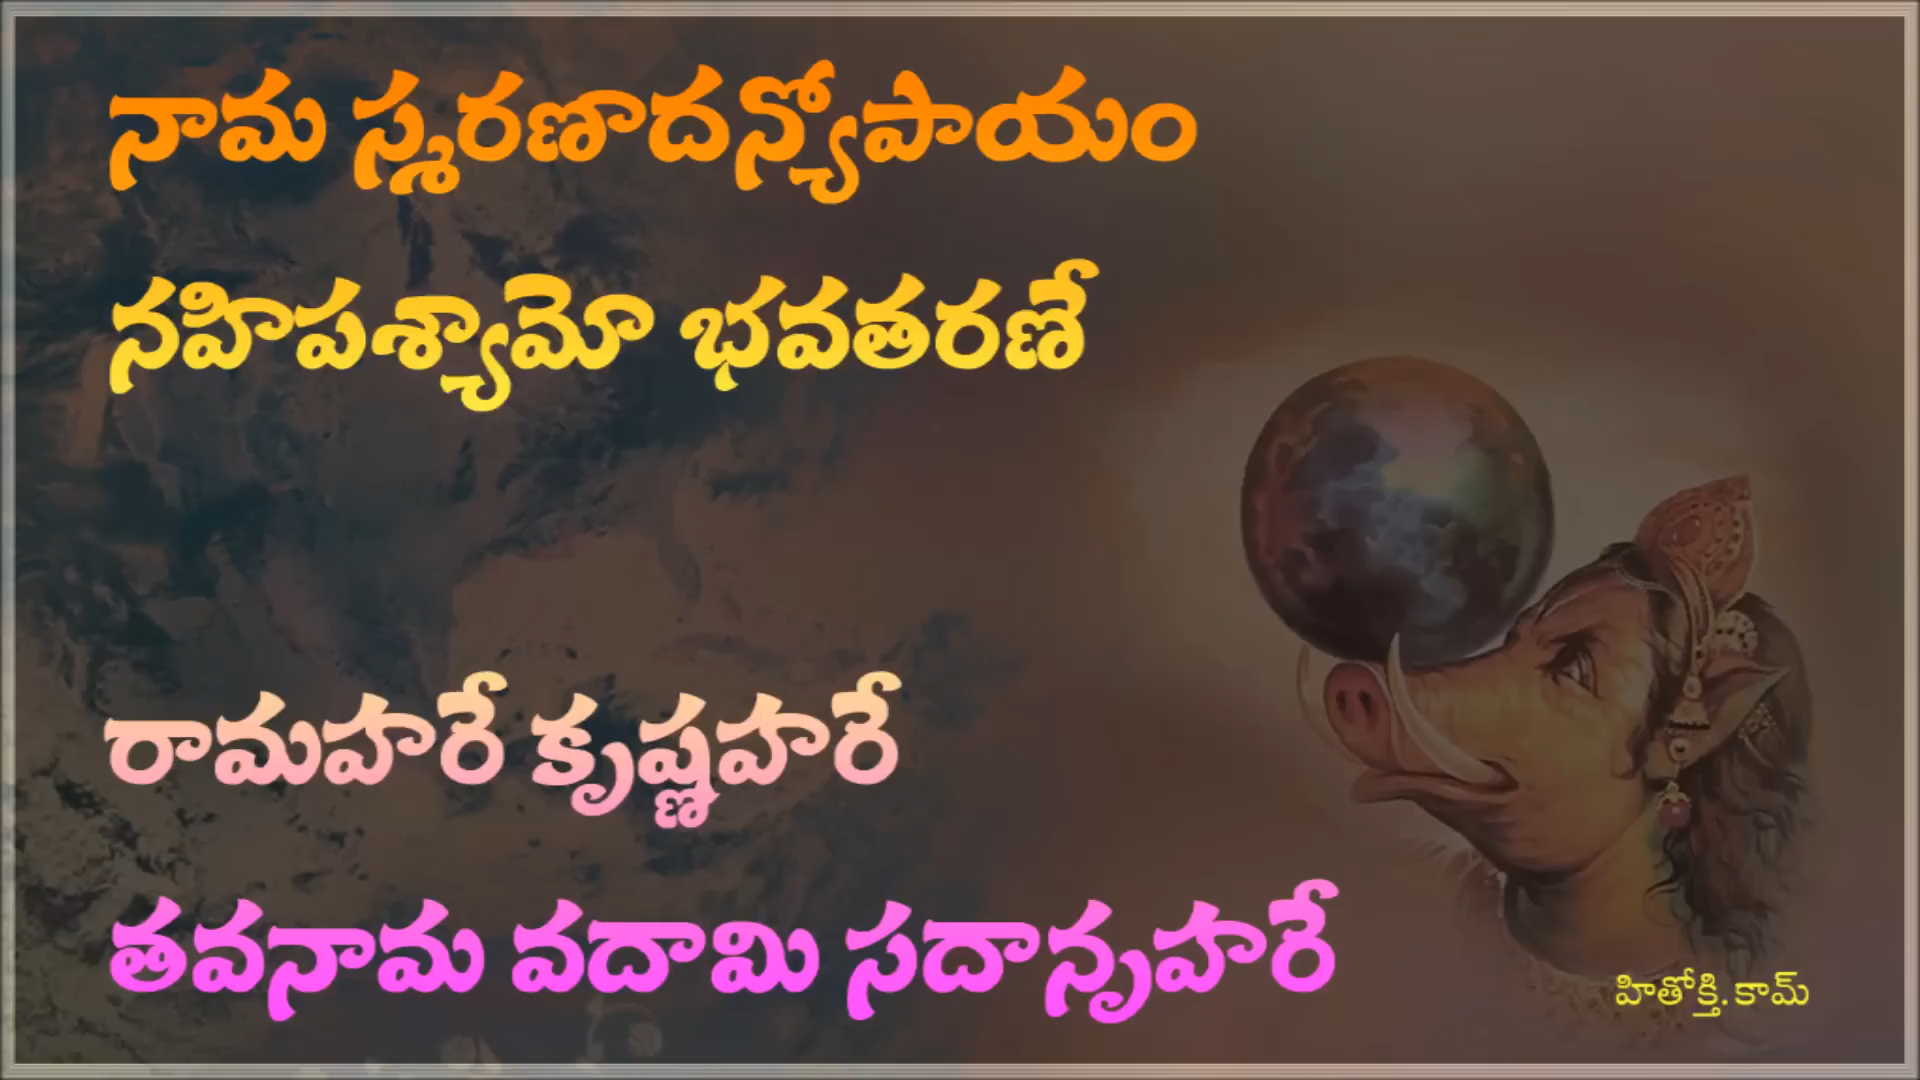 నామ స్మరణాదన్యోపాయం
నహిపశ్యామో భవతరణే
రామహరే కృష్ణహరే
తవనామ వదామి సదానృహరే
హితోక్తి.కామ్